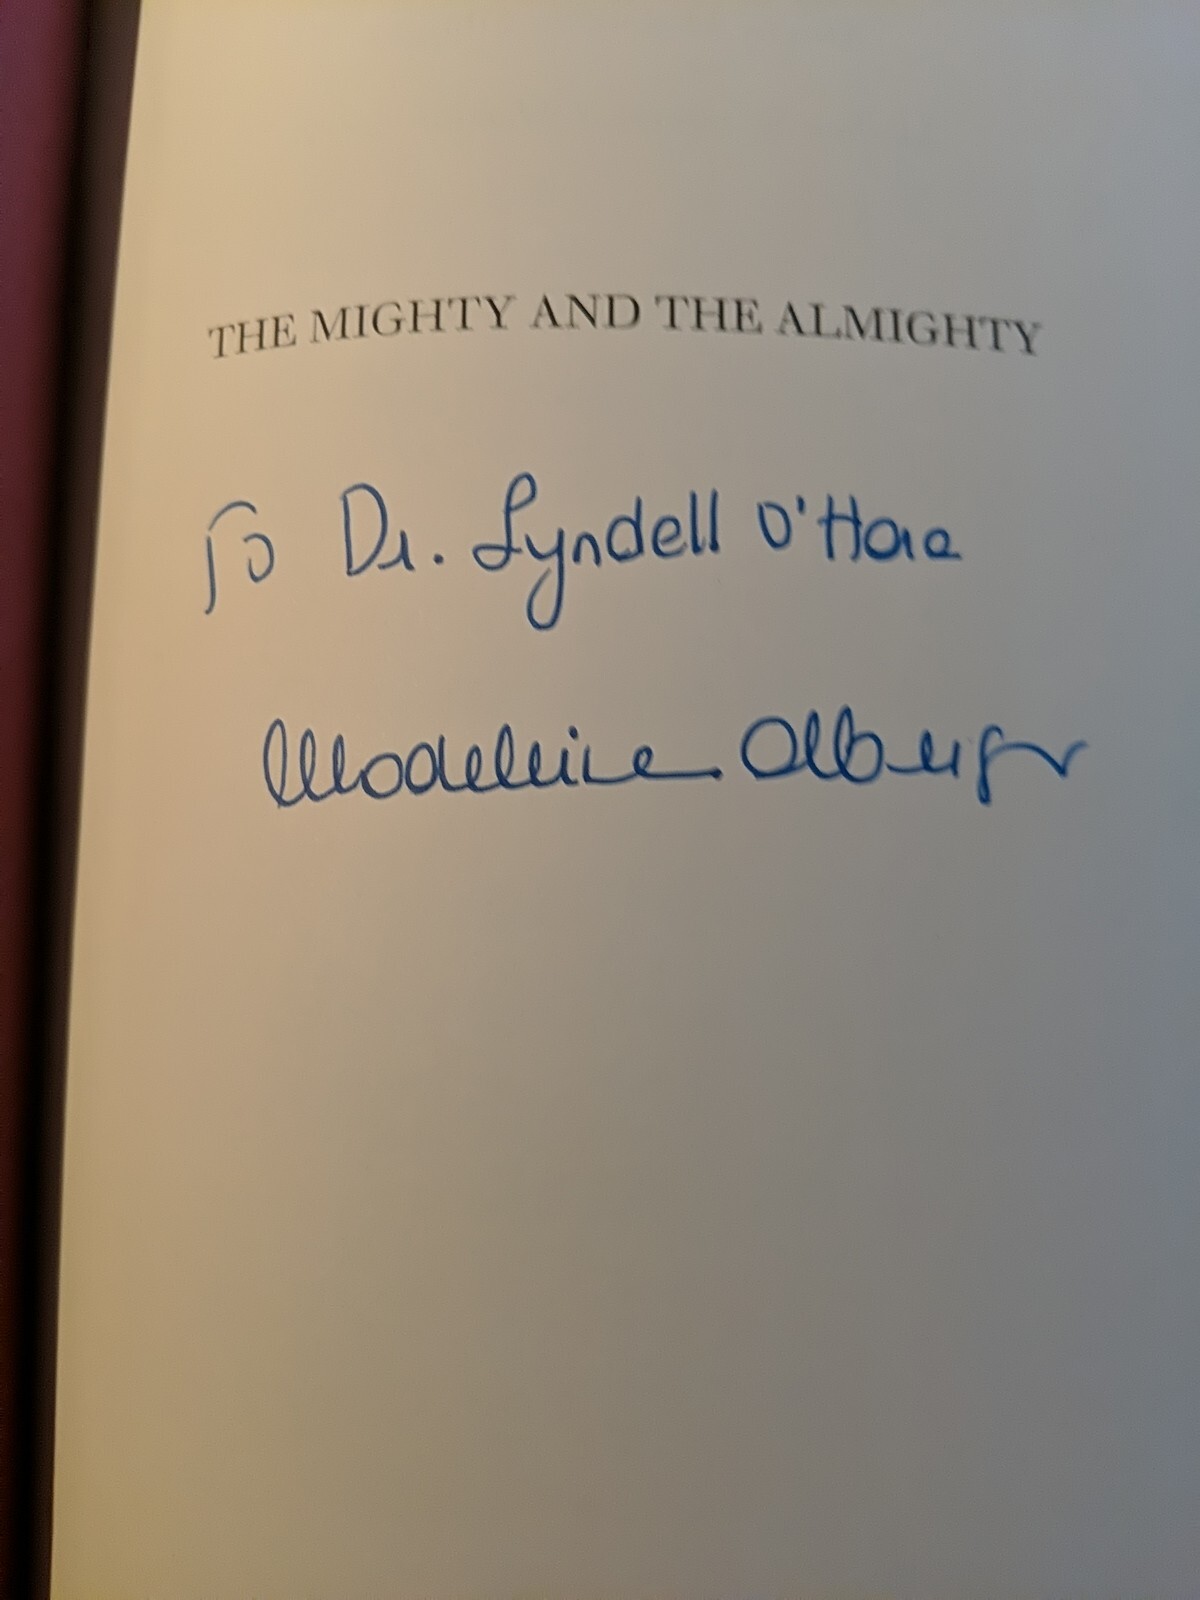 THE MIGHTY AND THE ALMIGHTY
To Dr. Lyndell O'Hara
Madeleine Albright